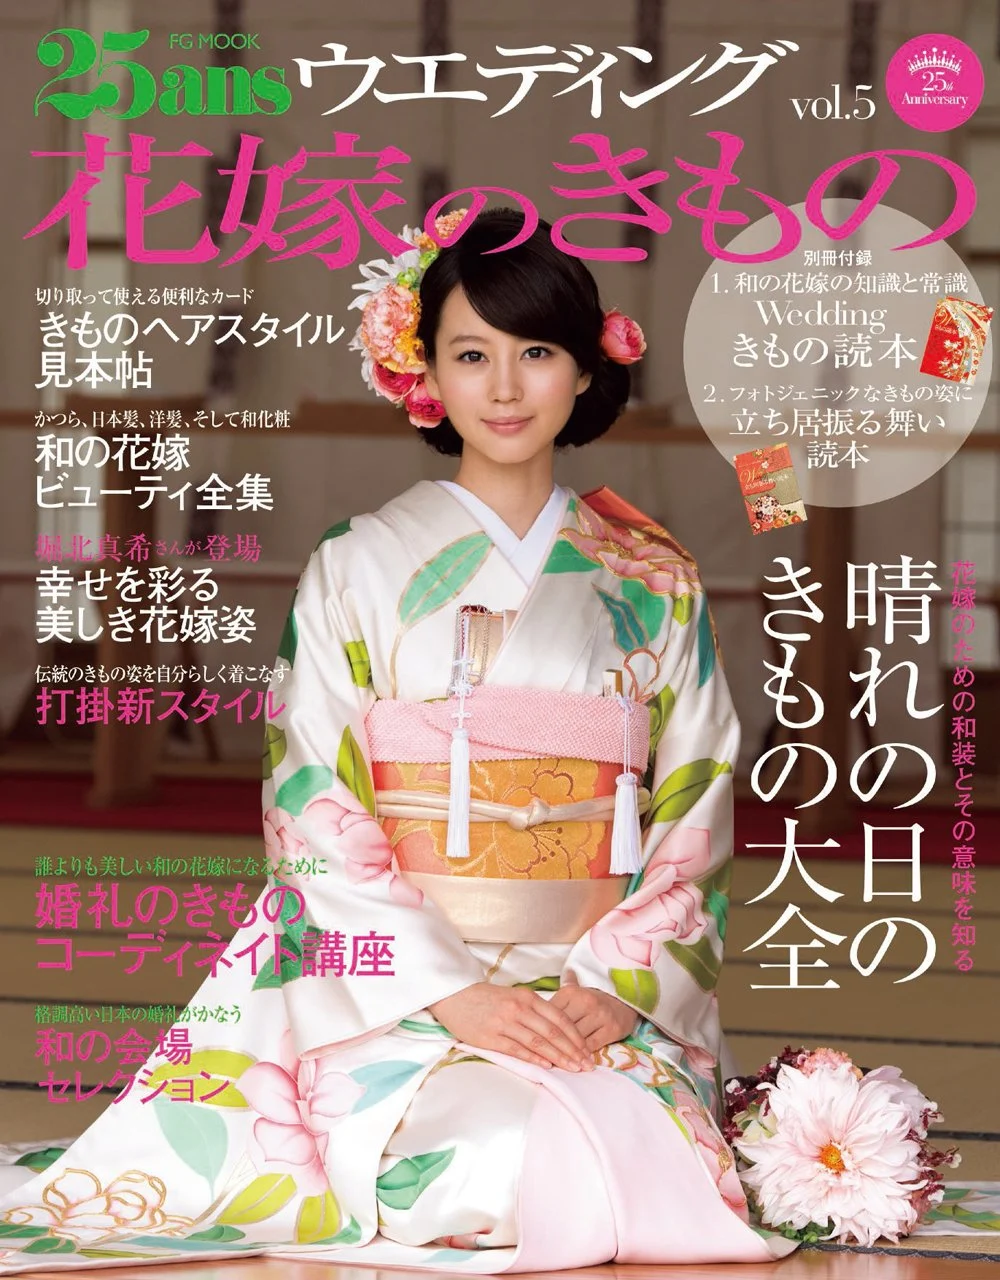 FG MOOK
25ansウエディング
vol.5
25th
Anniversary
花嫁のきもの
別冊付録
1. 和の花嫁の知識と常識
Wedding
きもの読本
2. フォトジェニックなきもの姿に
立ち居振る舞い
読本
切り取って使える便利なカード
きものヘアスタイル
見本帖
かつら、日本髪、洋髪、そして和化粧
和の花嫁
ビューティ全集
堀北真希さんが登場
幸せを彩る
美しき花嫁姿
伝統のきもの姿を自分らしく着こなす
打掛新スタイル
花嫁のための和装とその意味を知る
晴れの日の
きもの大全
誰よりも美しい和の花嫁になるために
婚礼のきもの
コーディネイト講座
格調高い日本の婚礼がかなう
和の会場
セレクション